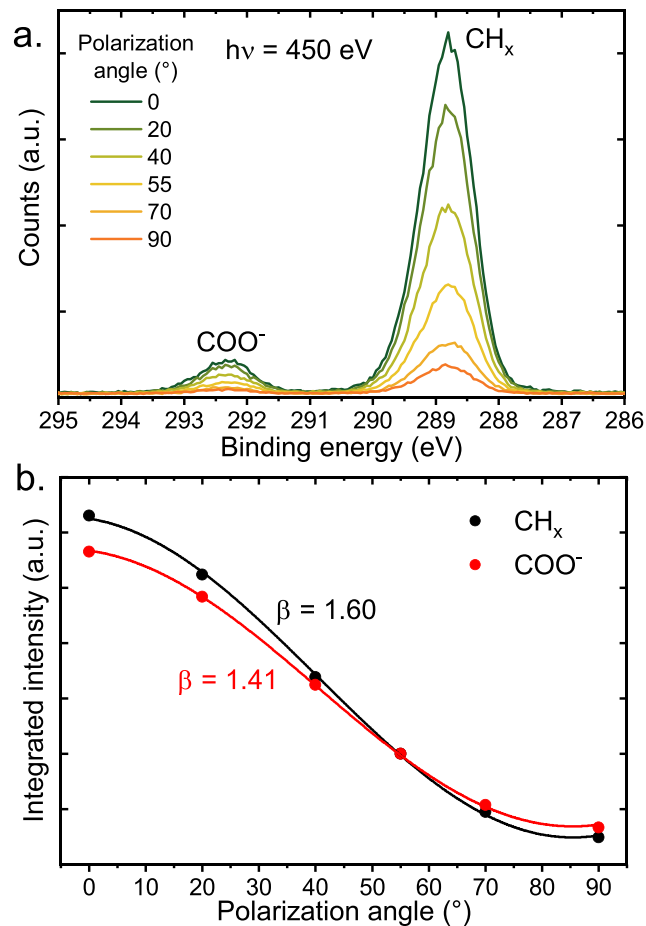 a.
Polarization
angle (°)
hν = 450 eV
CHₓ
0
20
40
55
70
90
COO⁻
Counts (a.u.)
295 294 293 292 291 290 289 288 287 286
Binding energy (eV)
b.
CHₓ
COO⁻
β = 1.60
β = 1.41
Integrated intensity (a.u.)
0 10 20 30 40 50 60 70 80 90
Polarization angle (°)